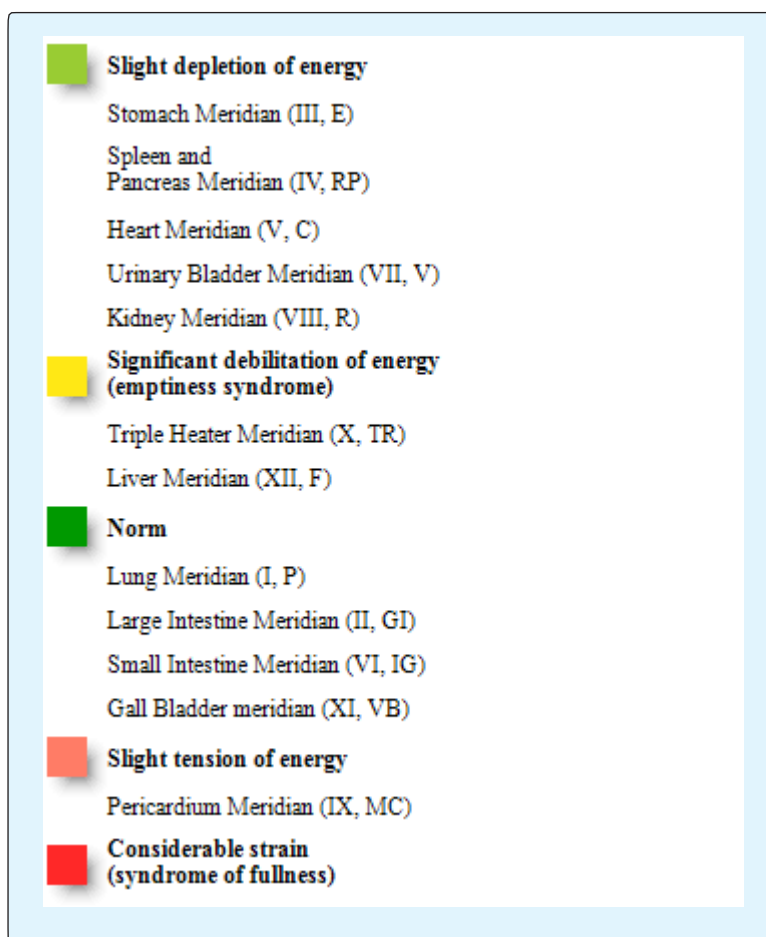 Slight depletion of energy
Stomach Meridian (III, E)
Spleen and
Pancreas Meridian (IV, RP)
Heart Meridian (V, C)
Urinary Bladder Meridian (VII, V)
Kidney Meridian (VIII, R)
Significant debilitation of energy
(emptiness syndrome)
Triple Heater Meridian (X, TR)
Liver Meridian (XII, F)
Norm
Lung Meridian (I, P)
Large Intestine Meridian (II, GI)
Small Intestine Meridian (VI, IG)
Gall Bladder meridian (XI, VB)
Slight tension of energy
Pericardium Meridian (IX, MC)
Considerable strain
(syndrome of fullness)